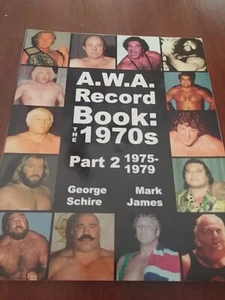 A.W.A.
Record
Book:
THE 1970s
Part 2 1975-
1979
George Mark
Schire James